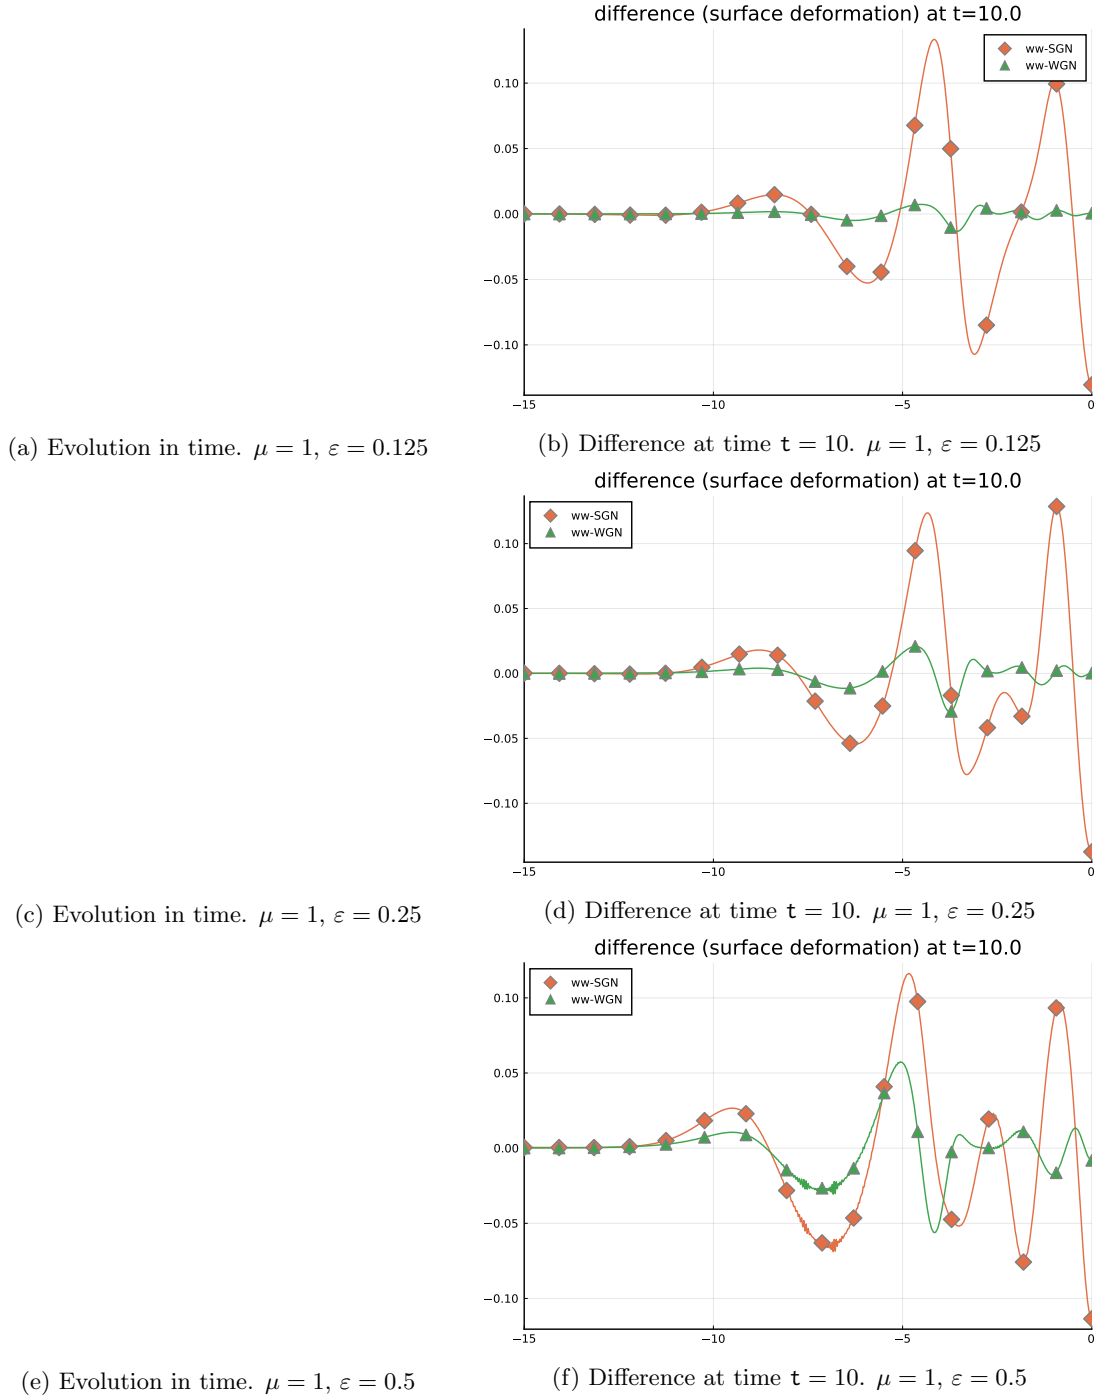 difference (surface deformation) at t=10.0
ww-SGN
ww-WGN
0.10
0.05
0.00
−0.05
−0.10
−15
−10
−5
0
(a) Evolution in time. μ = 1, ε = 0.125
(b) Difference at time t = 10. μ = 1, ε = 0.125
difference (surface deformation) at t=10.0
ww-SGN
ww-WGN
0.10
0.05
0.00
−0.05
−0.10
−15
−10
−5
0
(c) Evolution in time. μ = 1, ε = 0.25
(d) Difference at time t = 10. μ = 1, ε = 0.25
difference (surface deformation) at t=10.0
ww-SGN
ww-WGN
0.10
0.05
0.00
−0.05
−0.10
−15
−10
−5
0
(e) Evolution in time. μ = 1, ε = 0.5
(f) Difference at time t = 10. μ = 1, ε = 0.5